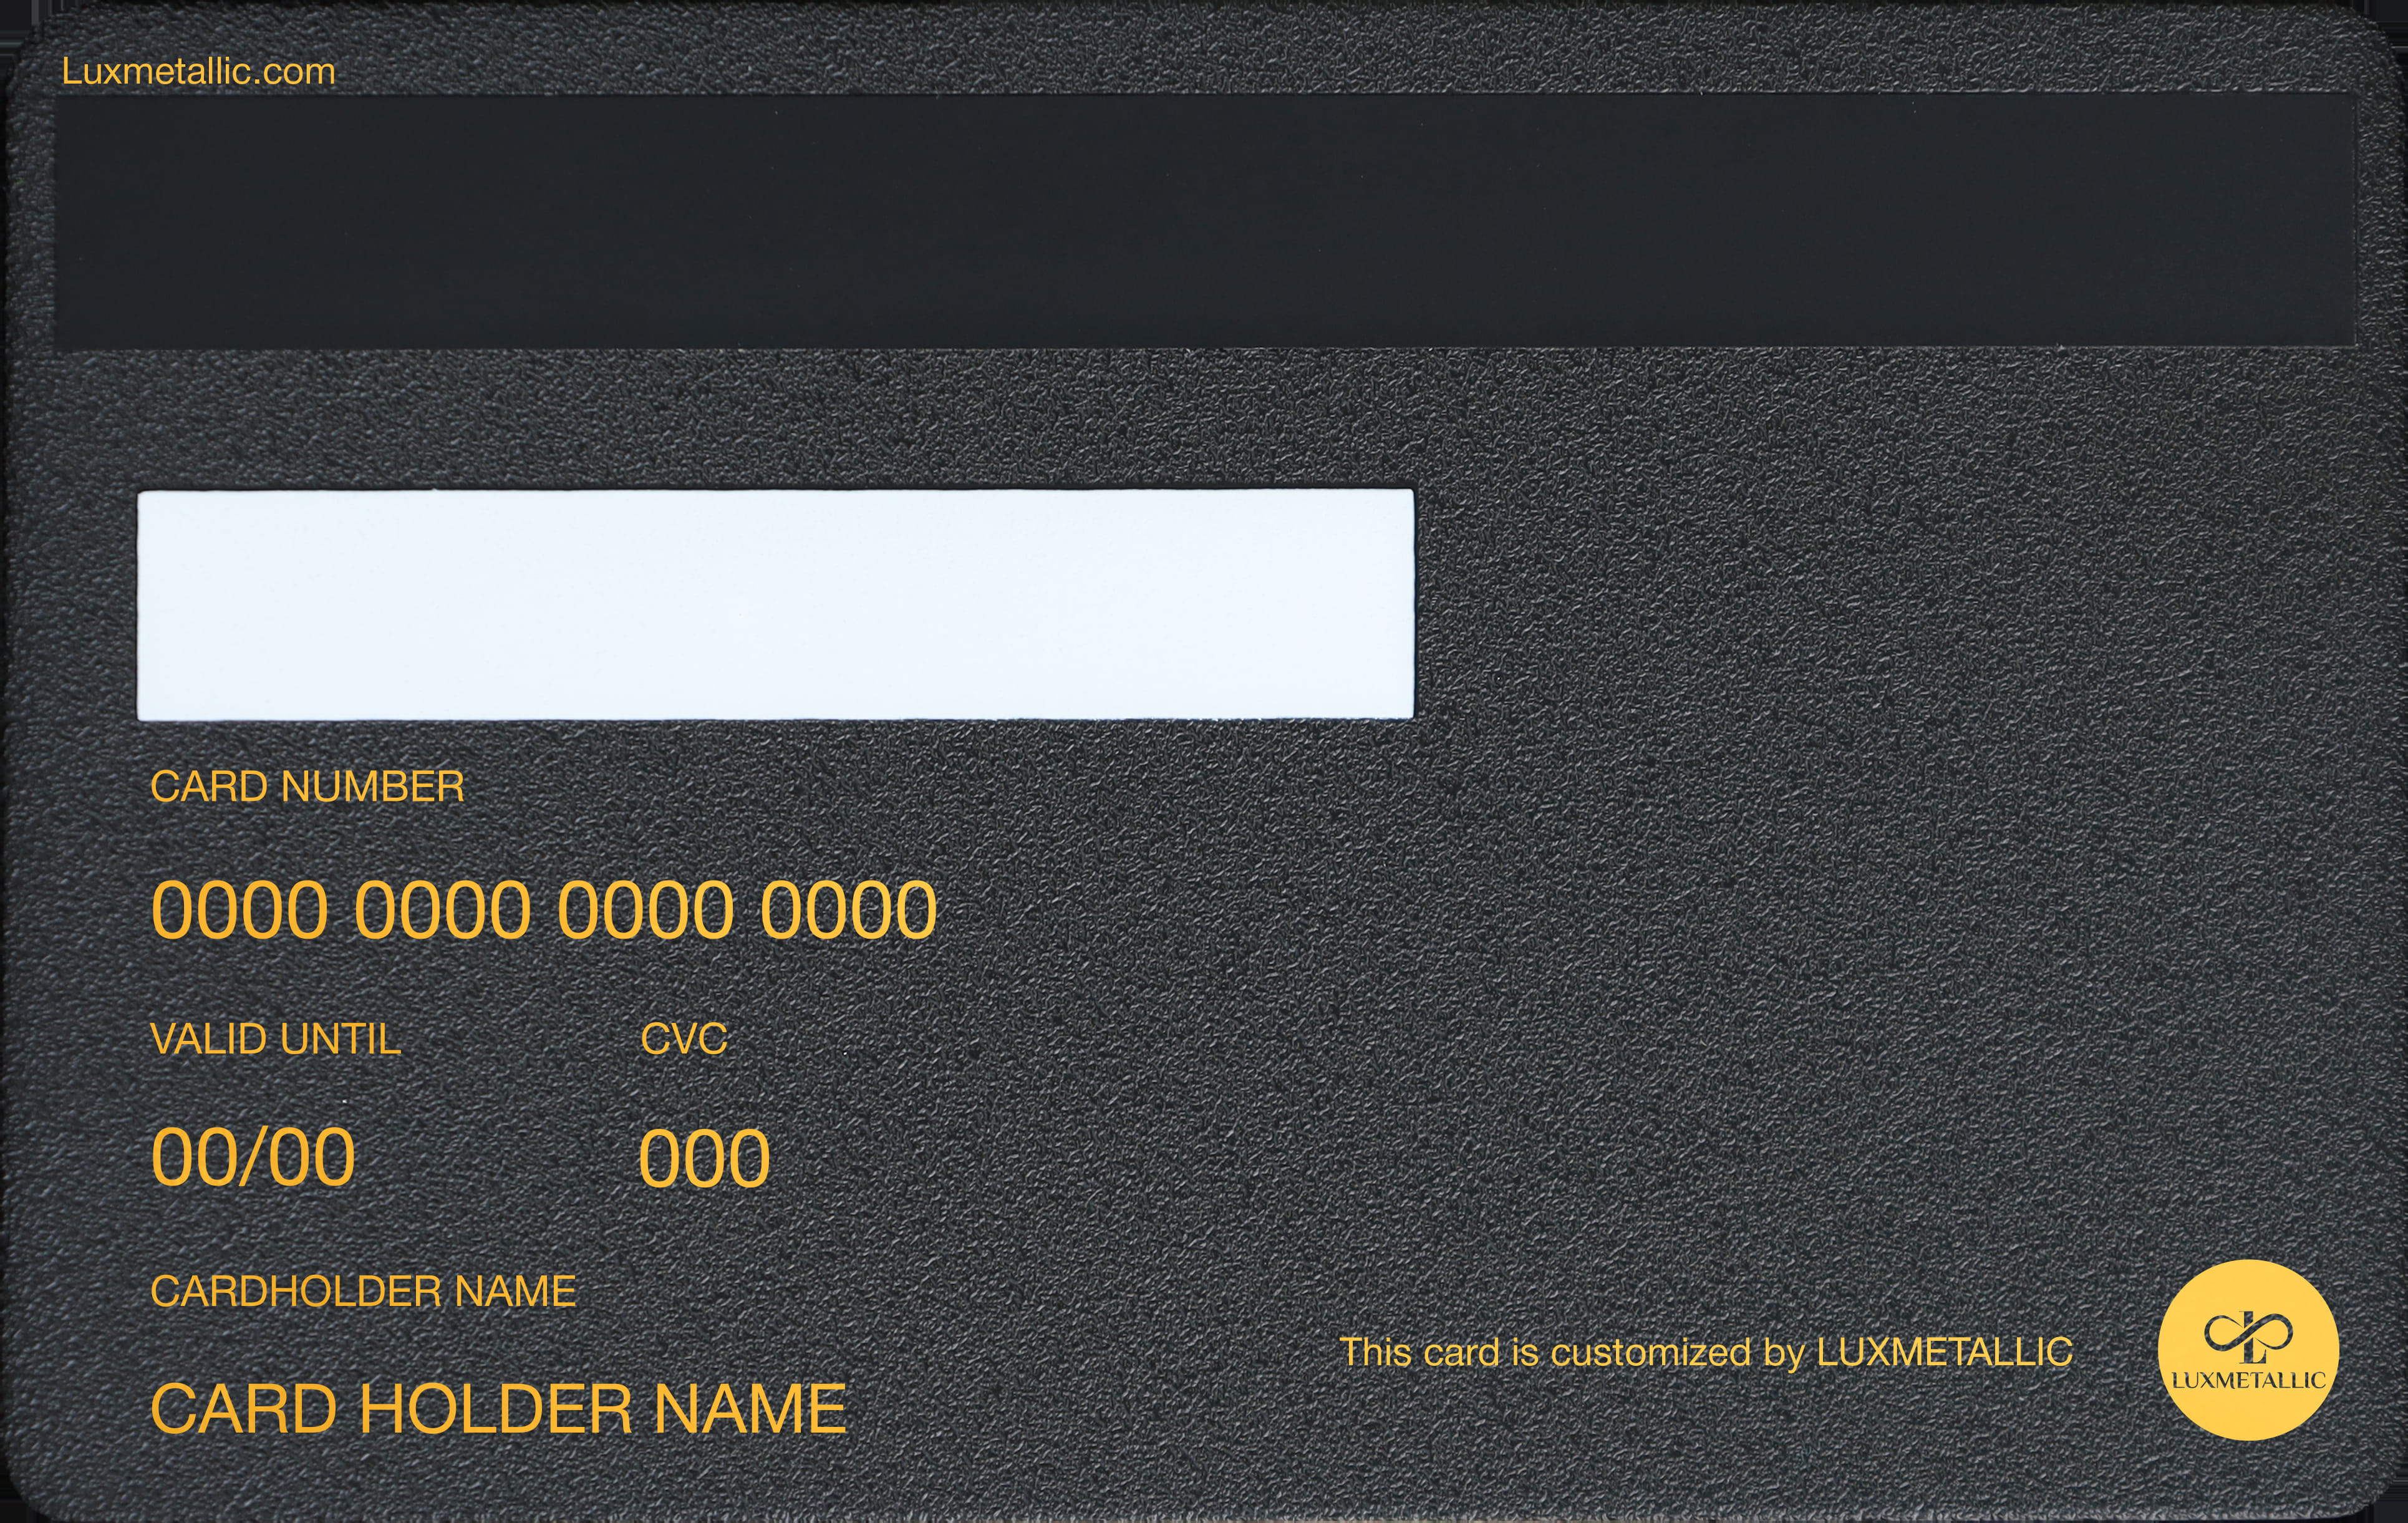 Luxmetallic.com
CARD NUMBER
0000 0000 0000 0000
VALID UNTIL CVC
00/00 000
CARDHOLDER NAME
CARD HOLDER NAME
This card is customized by LUXMETALLIC
LUXMETALLIC